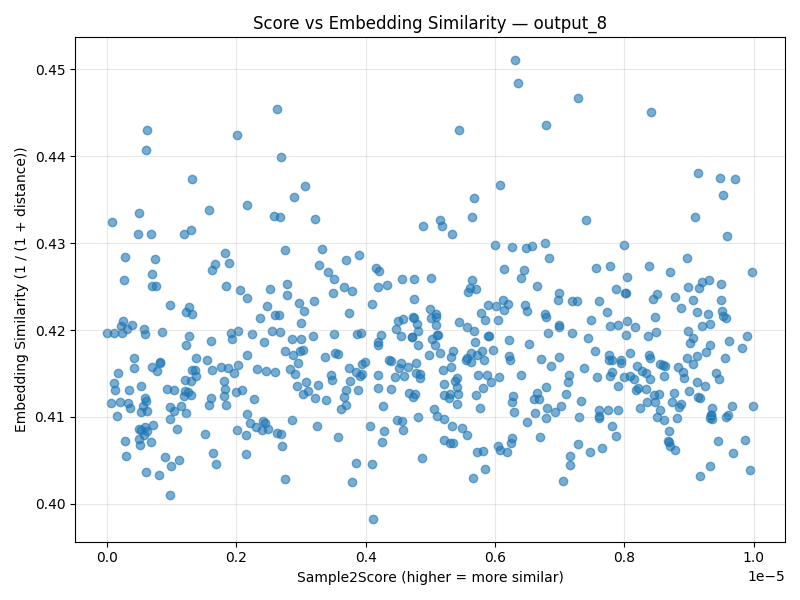 Score vs Embedding Similarity — output_8
Embedding Similarity (1 / (1 + distance))
0.45
0.44
0.43
0.42
0.41
0.40
0.0 0.2 0.4 0.6 0.8 1.0
1e−5
Sample2Score (higher = more similar)